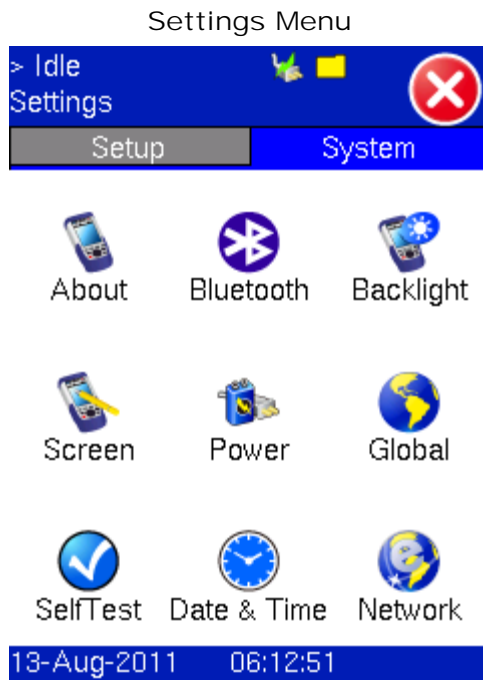 Settings Menu
> Idle
Settings
Setup System
About Bluetooth Backlight
Screen Power Global
SelfTest Date & Time Network
13-Aug-2011 06:12:51